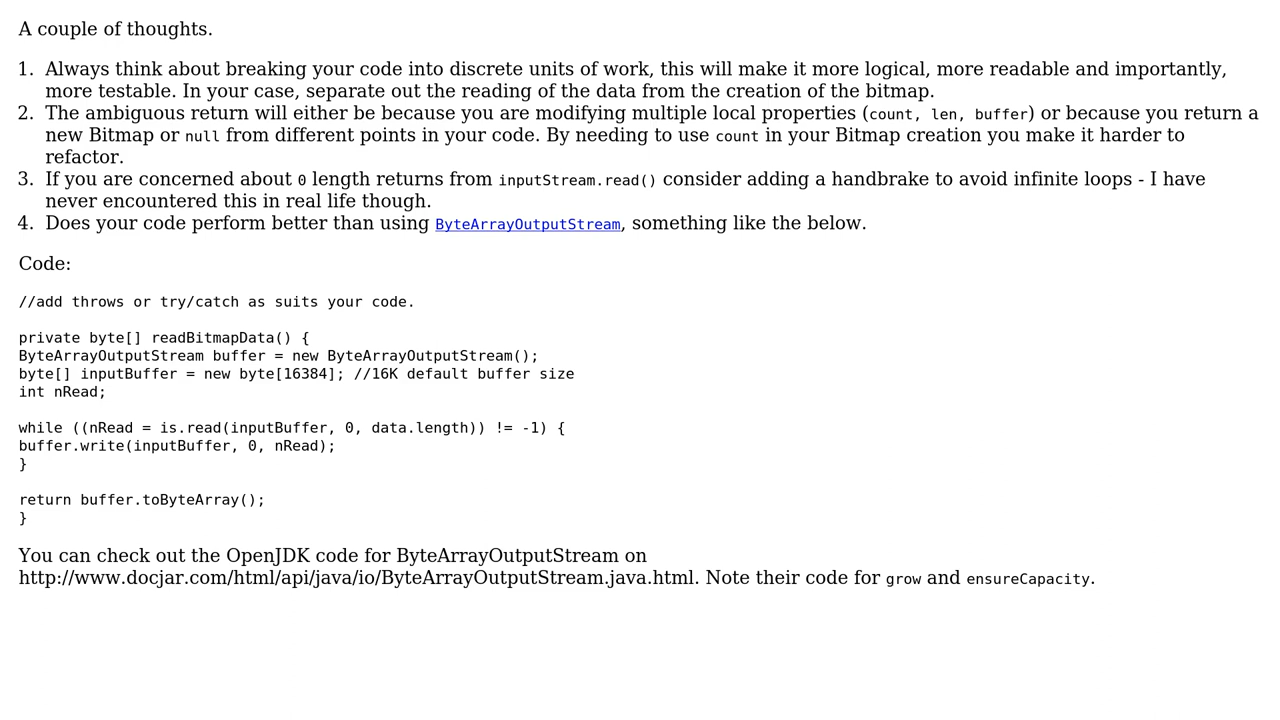 A couple of thoughts.
1. Always think about breaking your code into discrete units of work, this will make it more logical, more readable and importantly,
more testable. In your case, separate out the reading of the data from the creation of the bitmap.
2. The ambiguous return will either be because you are modifying multiple local properties (count, len, buffer) or because you return a
new Bitmap or null from different points in your code. By needing to use count in your Bitmap creation you make it harder to
refactor.
3. If you are concerned about 0 length returns from inputStream.read() consider adding a handbrake to avoid infinite loops - I have
never encountered this in real life though.
4. Does your code perform better than using ByteArrayOutputStream, something like the below.
Code:
//add throws or try/catch as suits your code.
private byte[] readBitmapData() {
ByteArrayOutputStream buffer = new ByteArrayOutputStream();
byte[] inputBuffer = new byte[16384]; //16K default buffer size
int nRead;
while ((nRead = is.read(inputBuffer, 0, data.length)) != -1) {
buffer.write(inputBuffer, 0, nRead);
}
return buffer.toByteArray();
}
You can check out the OpenJDK code for ByteArrayOutputStream on
http://www.docjar.com/html/api/java/io/ByteArrayOutputStream.java.html. Note their code for grow and ensureCapacity.